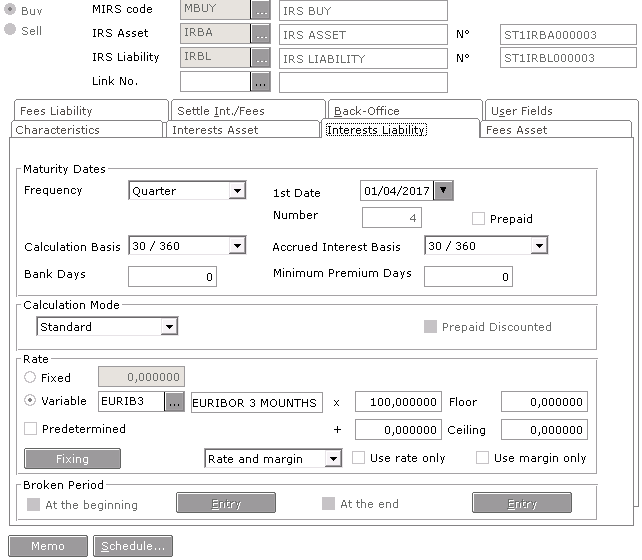 Buy MIRS code MBUY ... IRS BUY
Sell IRS Asset IRBA ... IRS ASSET N° ST1IRBA000003
IRS Liability IRBL ... IRS LIABILITY N° ST1IRBL000003
Link No. ...
Fees Liability Settle Int./Fees Back-Office User Fields
Characteristics Interests Asset Interests Liability Fees Asset
Maturity Dates
Frequency Quarter 1st Date 01/04/2017
Number 4 Prepaid
Calculation Basis 30 / 360 Accrued Interest Basis 30 / 360
Bank Days 0 Minimum Premium Days 0
Calculation Mode
Standard Prepaid Discounted
Rate
Fixed 0,000000
Variable EURIB3 ... EURIBOR 3 MOUNTHS x 100,000000 Floor 0,000000
Predetermined + 0,000000 Ceiling 0,000000
Fixing Rate and margin Use rate only Use margin only
Broken Period
At the beginning Entry At the end Entry
Memo Schedule...